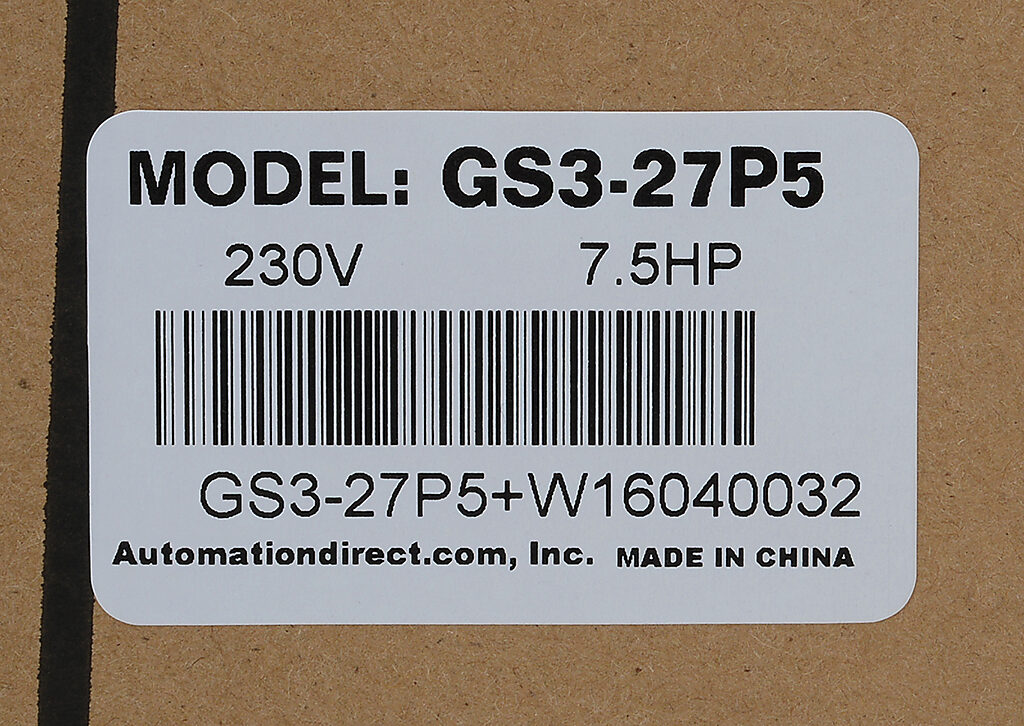 MODEL: GS3-27P5
230V 7.5HP
GS3-27P5+W16040032
Automationdirect.com, Inc. MADE IN CHINA